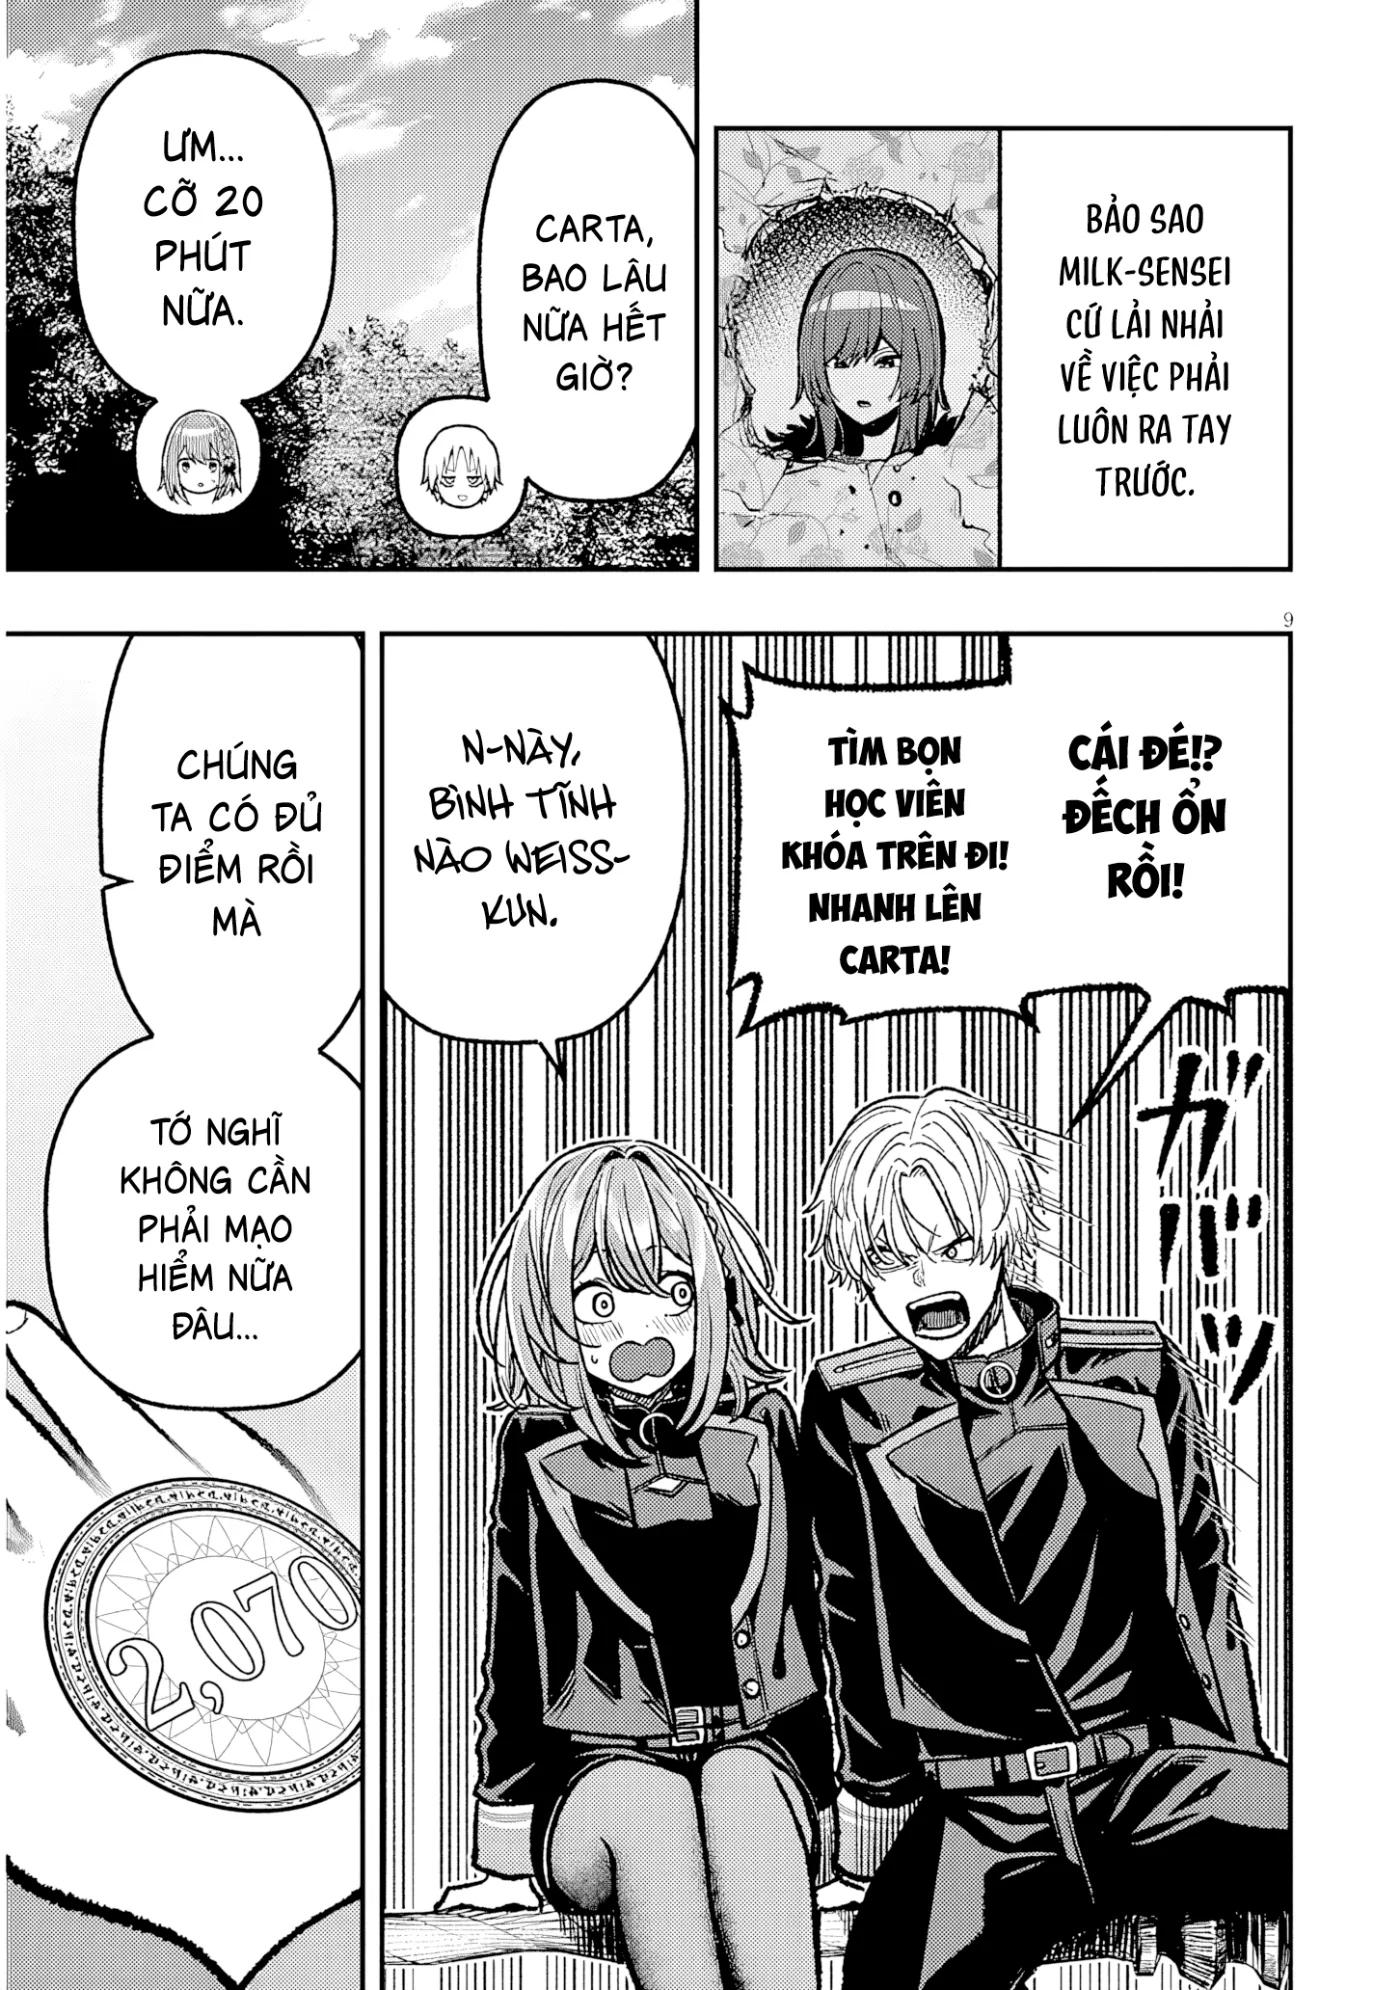 BẢO SAO
MILK-SENSEI
CỨ LẢI NHẢI
VỀ VIỆC PHẢI
LUÔN RA TAY
TRƯỚC.
CARTA,
BAO LÂU
NỮA HẾT
GIỜ?
ƯM...
CỠ 20
PHÚT
NỮA.
9
CÁI ĐÉ!?
ĐẾCH ỔN
RỒI!
TÌM BỌN
HỌC VIÊN
KHÓA TRÊN ĐI!
NHANH LÊN
CARTA!
ガバッ
N-NÀY,
BÌNH TĨNH
NÀO WEISS-
KUN.
CHÚNG
TA CÓ ĐỦ
ĐIỂM RỒI
MÀ
TỚ NGHĨ
KHÔNG CẦN
PHẢI MẠO
HIỂM NỮA
ĐÂU...
2,070